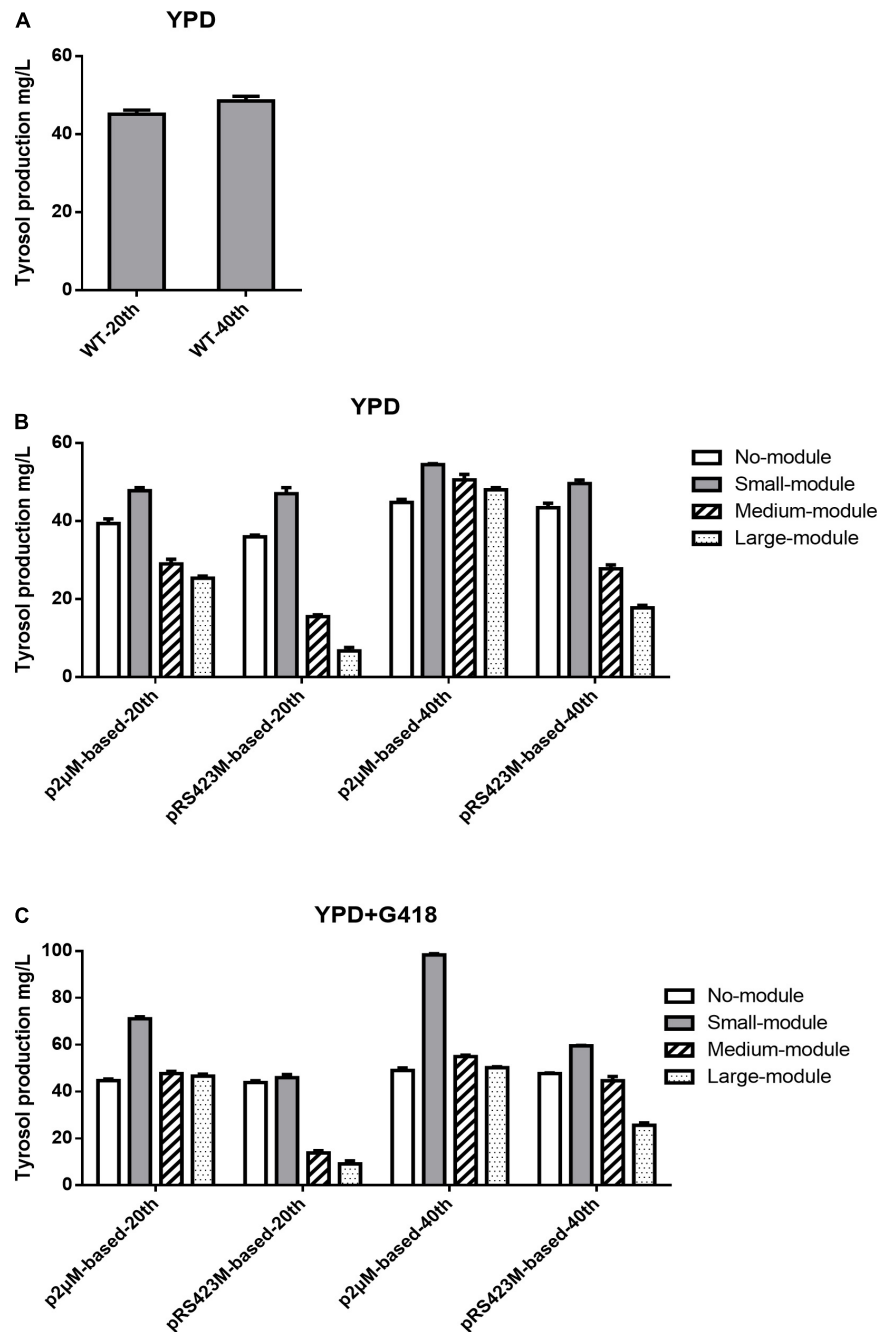 A
YPD
Tyrosol production mg/L
60
40
20
0
WT-20th
WT-40th
B
YPD
Tyrosol production mg/L
60
40
20
0
p2µM-based-20th
pRS423M-based-20th
p2µM-based-40th
pRS423M-based-40th
No-module
Small-module
Medium-module
Large-module
C
YPD+G418
Tyrosol production mg/L
100
80
60
40
20
0
p2µM-based-20th
pRS423M-based-20th
p2µM-based-40th
pRS423M-based-40th
No-module
Small-module
Medium-module
Large-module